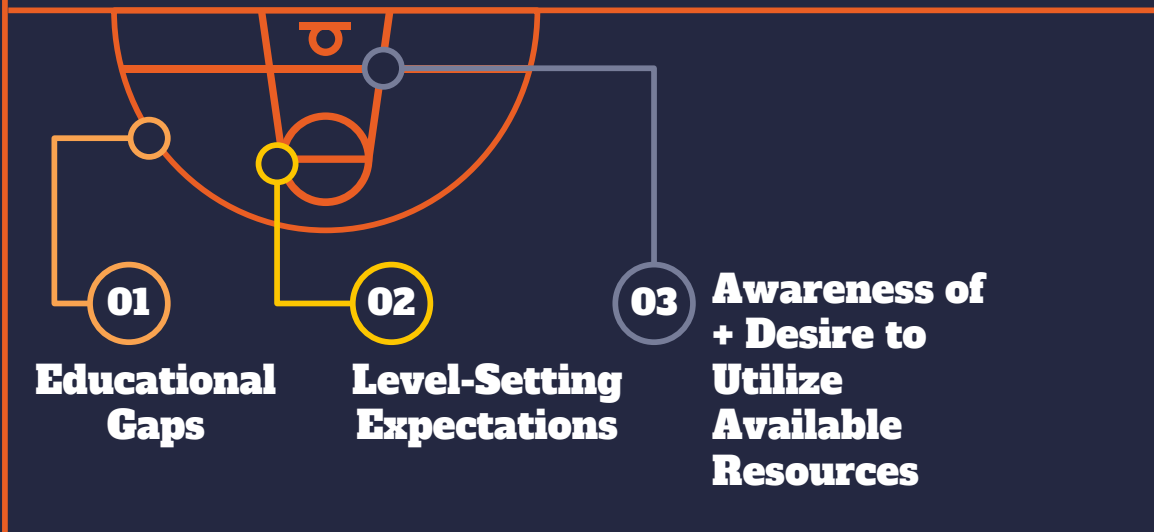 01
Educational
Gaps
02
Level-Setting
Expectations
03
Awareness of
+ Desire to
Utilize
Available
Resources